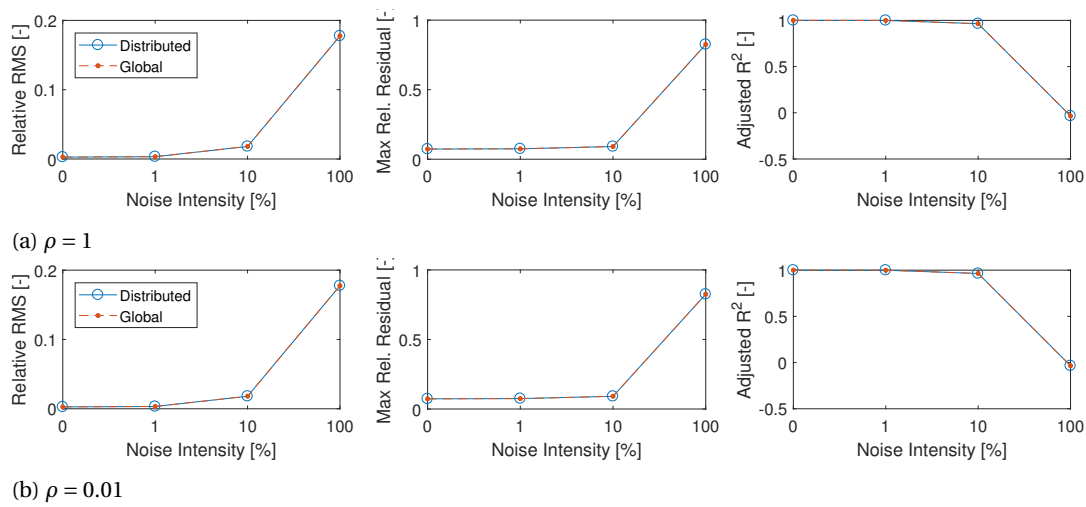 Relative RMS [-]
0.2
0.1
0
Distributed
Global
0 1 10 100
Noise Intensity [%]
Max Rel. Residual [-]
1
0.5
0
0 1 10 100
Noise Intensity [%]
Adjusted R² [-]
1
0.5
0
-0.5
0 1 10 100
Noise Intensity [%]
(a) ρ = 1
Relative RMS [-]
0.2
0.1
0
Distributed
Global
0 1 10 100
Noise Intensity [%]
Max Rel. Residual [-]
1
0.5
0
0 1 10 100
Noise Intensity [%]
Adjusted R² [-]
1
0.5
0
-0.5
0 1 10 100
Noise Intensity [%]
(b) ρ = 0.01